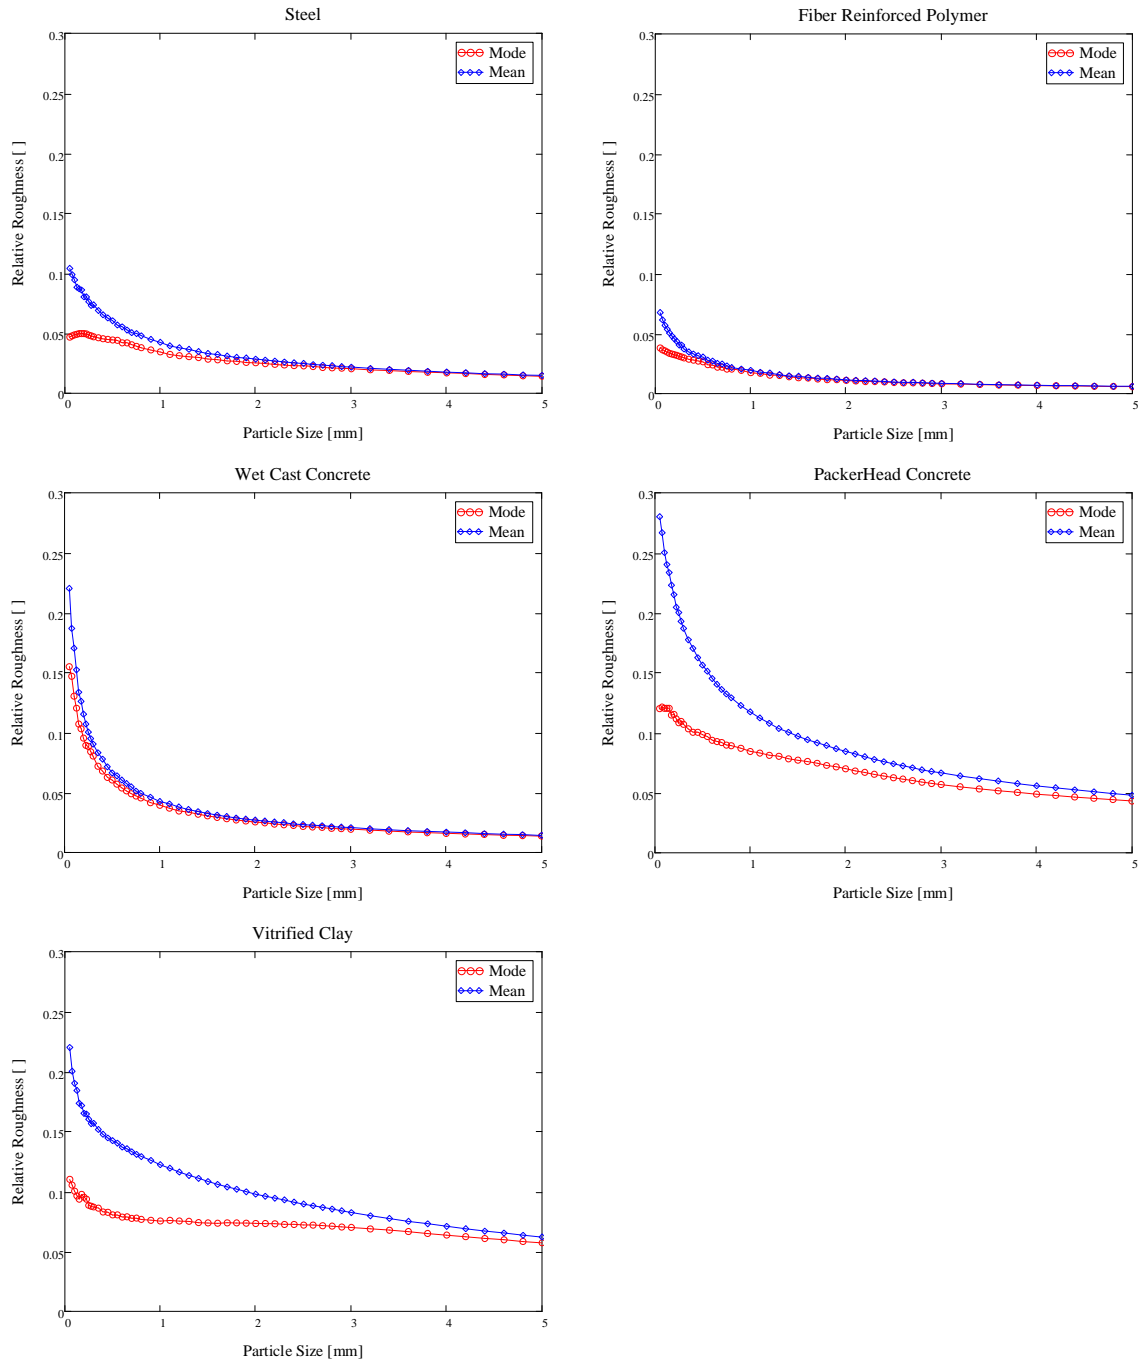 Steel
0.3
0.25
0.2
0.15
0.1
0.05
0
Relative Roughness [ ]
Mode
Mean
0 1 2 3 4 5
Particle Size [mm]
Fiber Reinforced Polymer
0.3
0.25
0.2
0.15
0.1
0.05
0
Relative Roughness [ ]
Mode
Mean
0 1 2 3 4 5
Particle Size [mm]
Wet Cast Concrete
0.3
0.25
0.2
0.15
0.1
0.05
0
Relative Roughness [ ]
Mode
Mean
0 1 2 3 4 5
Particle Size [mm]
PackerHead Concrete
0.3
0.25
0.2
0.15
0.1
0.05
0
Relative Roughness [ ]
Mode
Mean
0 1 2 3 4 5
Particle Size [mm]
Vitrified Clay
0.3
0.25
0.2
0.15
0.1
0.05
0
Relative Roughness [ ]
Mode
Mean
0 1 2 3 4 5
Particle Size [mm]